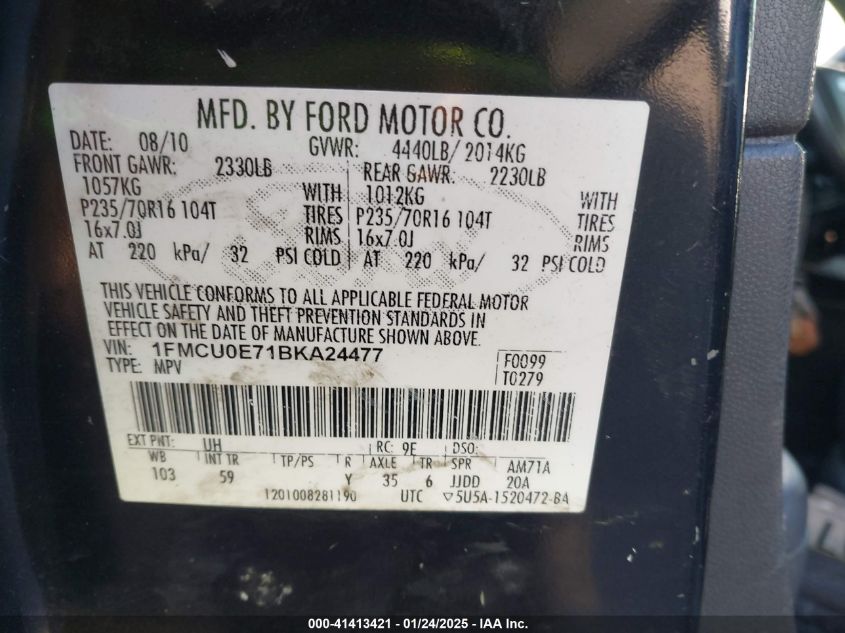 MFD. BY FORD MOTOR CO.
DATE: 08/10 GVWR: 4440LB/ 2014KG
FRONT GAWR: 2330LB REAR GAWR: 2230LB
1057KG WITH 1012KG WITH
P235/70R16 104T TIRES P235/70R16 104T TIRES
16x7.0J RIMS 16x7.0J RIMS
AT 220 kPa/ 32 PSI COLD AT 220 kPa/ 32 PSI COLD
THIS VEHICLE CONFORMS TO ALL APPLICABLE FEDERAL MOTOR
VEHICLE SAFETY AND THEFT PREVENTION STANDARDS IN
EFFECT ON THE DATE OF MANUFACTURE SHOWN ABOVE.
VIN: 1FMCU0E71BKA24477 F0099
TYPE: MPV T0279
EXT PNT: UH RC: 9E DSO:
WB INT TR TP/PS R AXLE TR SPR AM71A
103 59 Y 35 6 JJDD 20A
1201008281190 UTC ▽5U5A-1520472-BA
000-41413421 - 01/24/2025 - IAA Inc.